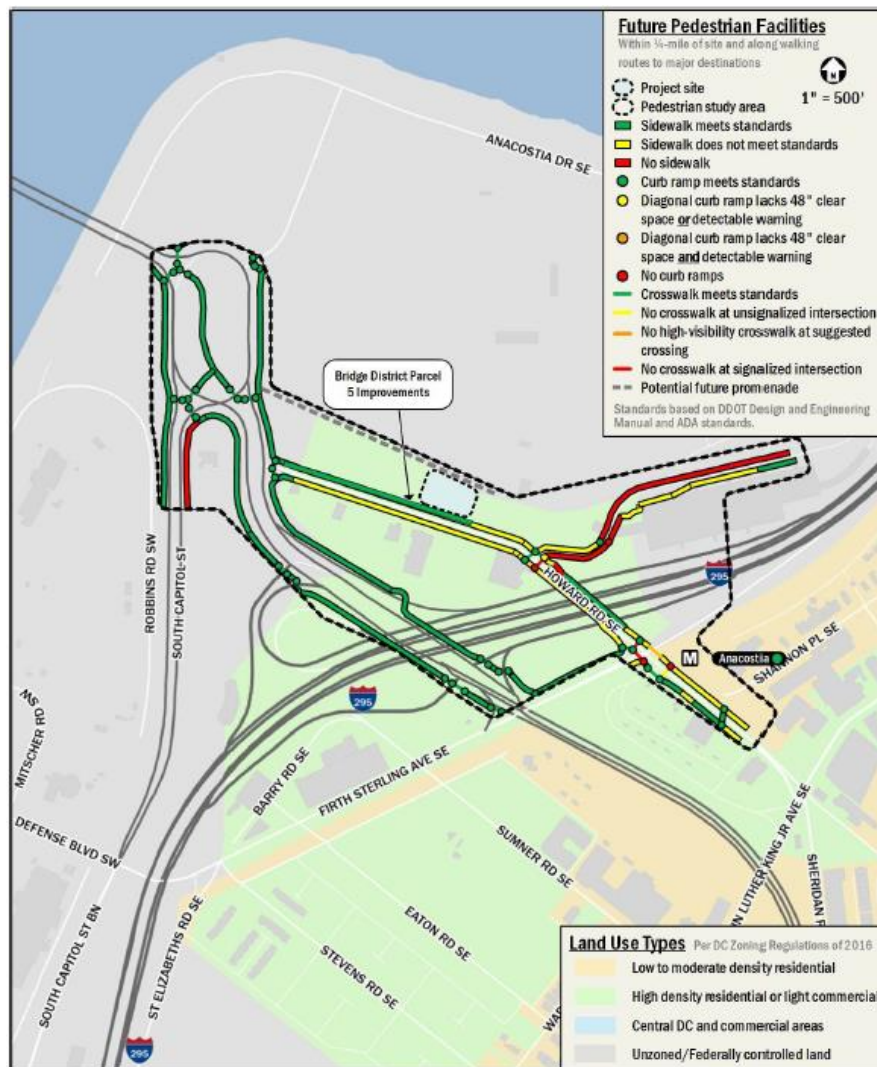 Future Pedestrian Facilities
Within ¼-mile of site and along walking
routes to major destinations
N
1" = 500'
Project site
Pedestrian study area
Sidewalk meets standards
Sidewalk does not meet standards
No sidewalk
Curb ramp meets standards
Diagonal curb ramp lacks 48" clear
space or detectable warning
Diagonal curb ramp lacks 48" clear
space and detectable warning
No curb ramps
Crosswalk meets standards
No crosswalk at unsignalized intersection
No high-visibility crosswalk at suggested
crossing
No crosswalk at signalized intersection
Potential future promenade
Standards based on DDOT Design and Engineering
Manual and ADA standards.
ANACOSTIA DR SE
Bridge District Parcel
5 Improvements
ROBBINS RD SW
SOUTH CAPITOL ST
HOWARD RD SE
295
M
Anacostia
SHANNON PL SE
295
MITSCHER RD SW
BARRY RD SE
FIRTH STERLING AVE SE
DEFENSE BLVD SW
SUMNER RD SE
N LUTHER KING JR AVE SE
SHERIDAN R
EATON RD SE
STEVENS RD SE
ST ELIZABETHS RD SE
SOUTH CAPITOL ST BN
295
WAR
Land Use Types Per DC Zoning Regulations of 2016
Low to moderate density residential
High density residential or light commercial
Central DC and commercial areas
Unzoned/Federally controlled land